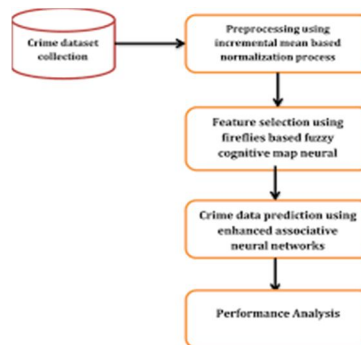 Crime dataset
collection
Preprocessing using
incremental mean based
normalization process
Feature selection using
fireflies based fuzzy
cognitive map neural
Crime data prediction using
enhanced associative
neural networks
Performance Analysis